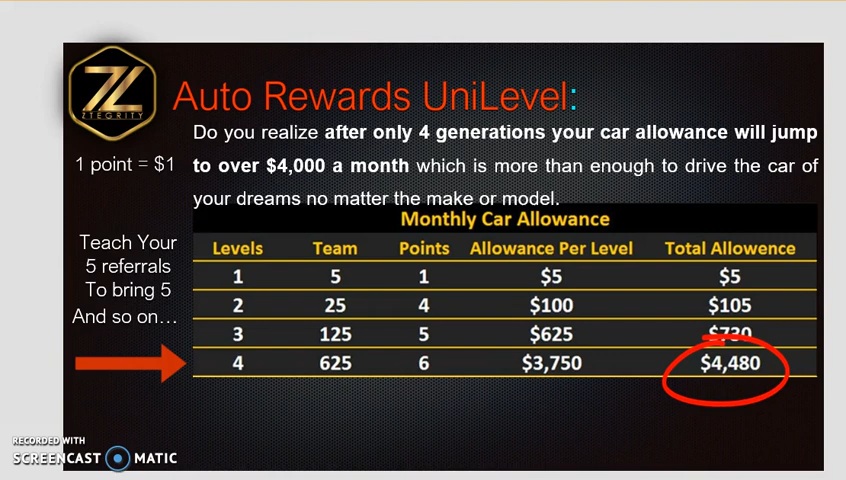 ZTEGRITY
Auto Rewards UniLevel:
Do you realize after only 4 generations your car allowance will jump
1 point = $1
to over $4,000 a month which is more than enough to drive the car of
your dreams no matter the make or model.
Monthly Car Allowance
Teach Your
5 referrals
To bring 5
And so on...
Levels Team Points Allowance Per Level Total Allowence
1 5 1 $5 $5
2 25 4 $100 $105
3 125 5 $625 $730
4 625 6 $3,750 $4,480
RECORDED WITH
SCREENCAST MATIC